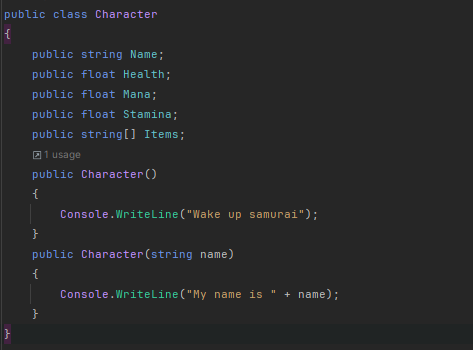 public class Character
{
    public string Name;
    public float Health;
    public float Mana;
    public float Stamina;
    public string[] Items;
    1 usage
    public Character()
    {
        Console.WriteLine("Wake up samurai");
    }
    public Character(string name)
    {
        Console.WriteLine("My name is " + name);
    }
}